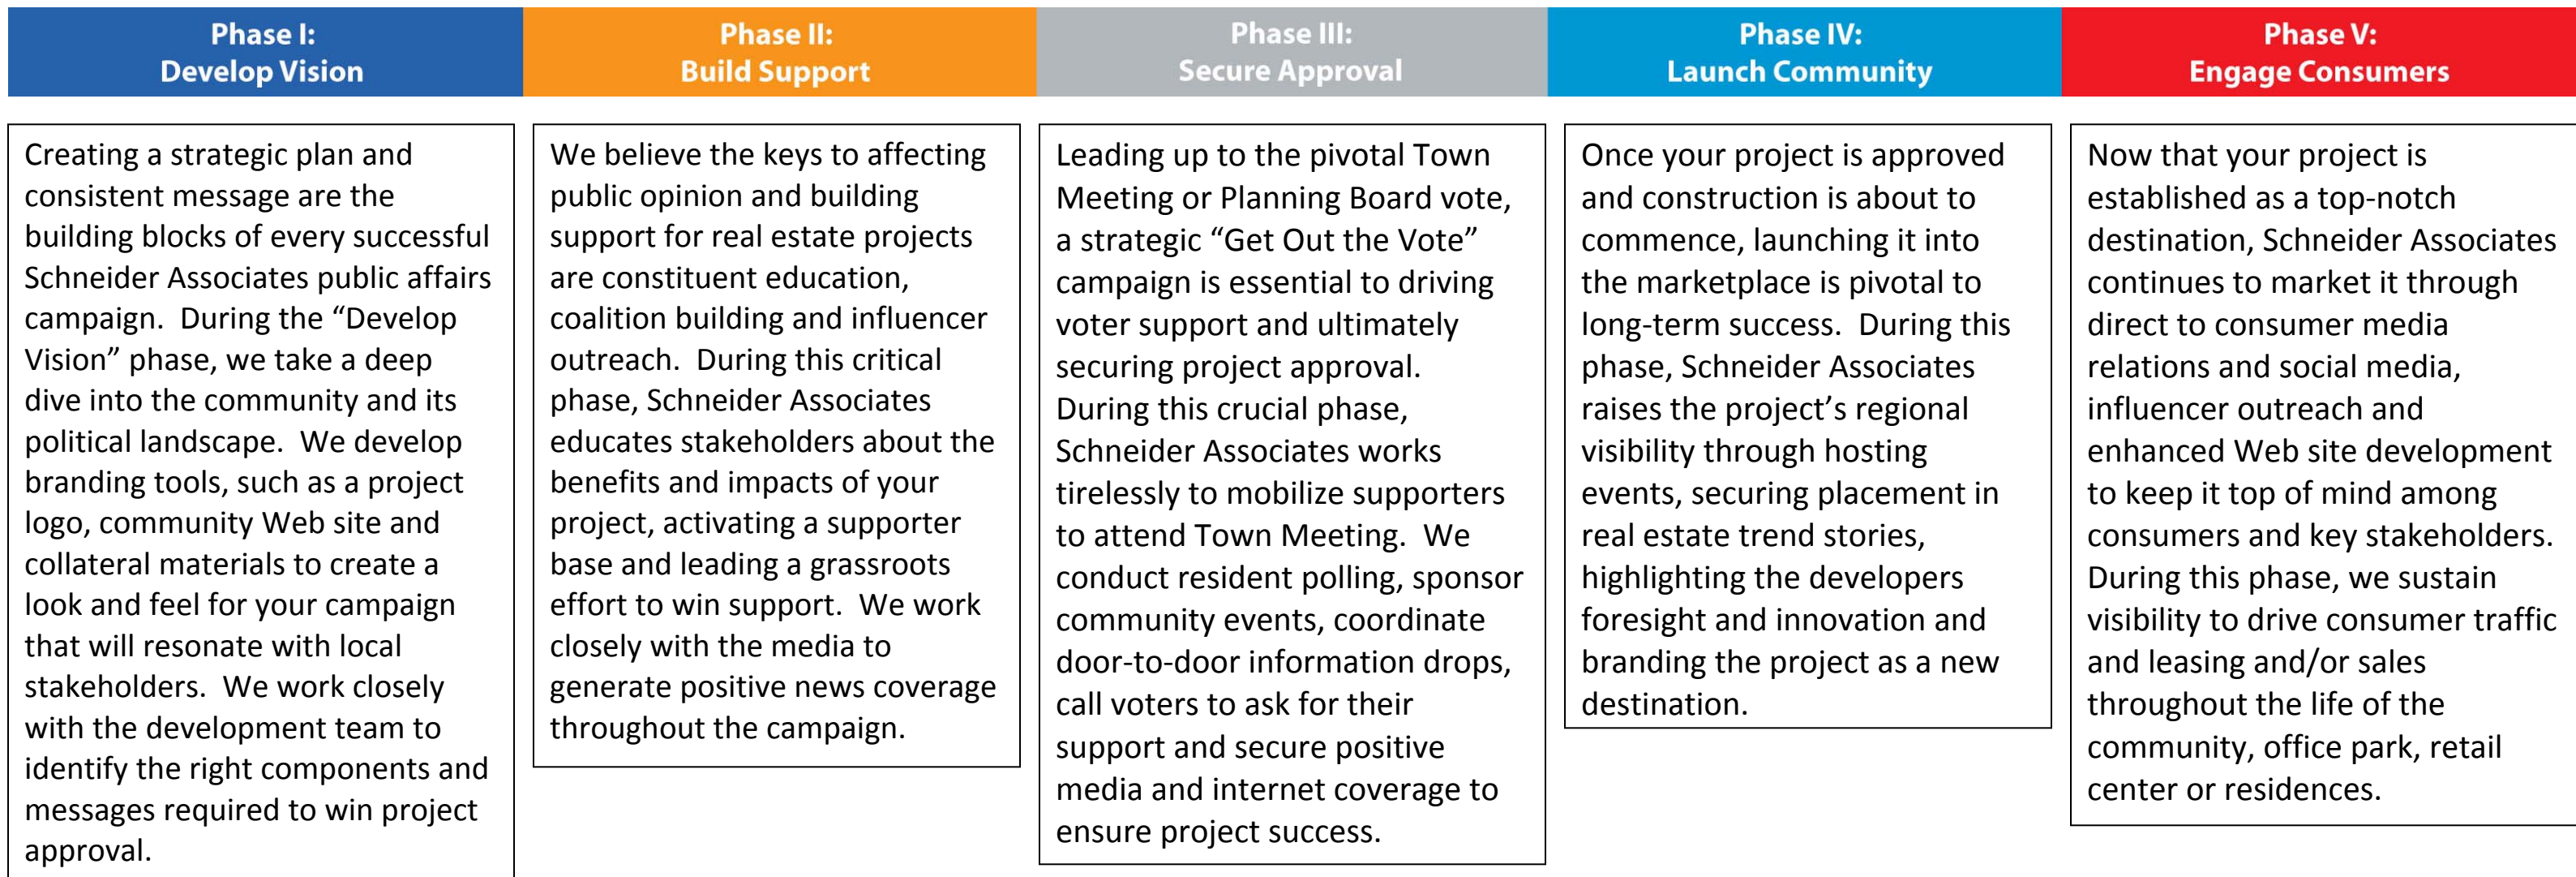 Phase I:
Develop Vision
Phase II:
Build Support
Phase III:
Secure Approval
Phase IV:
Launch Community
Phase V:
Engage Consumers
Creating a strategic plan and
consistent message are the
building blocks of every successful
Schneider Associates public affairs
campaign.  During the “Develop
Vision” phase, we take a deep
dive into the community and its
political landscape.  We develop
branding tools, such as a project
logo, community Web site and
collateral materials to create a
look and feel for your campaign
that will resonate with local
stakeholders.  We work closely
with the development team to
identify the right components and
messages required to win project
approval.
We believe the keys to affecting
public opinion and building
support for real estate projects
are constituent education,
coalition building and influencer
outreach.  During this critical
phase, Schneider Associates
educates stakeholders about the
benefits and impacts of your
project, activating a supporter
base and leading a grassroots
effort to win support.  We work
closely with the media to
generate positive news coverage
throughout the campaign.
Leading up to the pivotal Town
Meeting or Planning Board vote,
a strategic “Get Out the Vote”
campaign is essential to driving
voter support and ultimately
securing project approval.
During this crucial phase,
Schneider Associates works
tirelessly to mobilize supporters
to attend Town Meeting.  We
conduct resident polling, sponsor
community events, coordinate
door-to-door information drops,
call voters to ask for their
support and secure positive
media and internet coverage to
ensure project success.
Once your project is approved
and construction is about to
commence, launching it into
the marketplace is pivotal to
long-term success.  During this
phase, Schneider Associates
raises the project’s regional
visibility through hosting
events, securing placement in
real estate trend stories,
highlighting the developers
foresight and innovation and
branding the project as a new
destination.
Now that your project is
established as a top-notch
destination, Schneider Associates
continues to market it through
direct to consumer media
relations and social media,
influencer outreach and
enhanced Web site development
to keep it top of mind among
consumers and key stakeholders.
During this phase, we sustain
visibility to drive consumer traffic
and leasing and/or sales
throughout the life of the
community, office park, retail
center or residences.